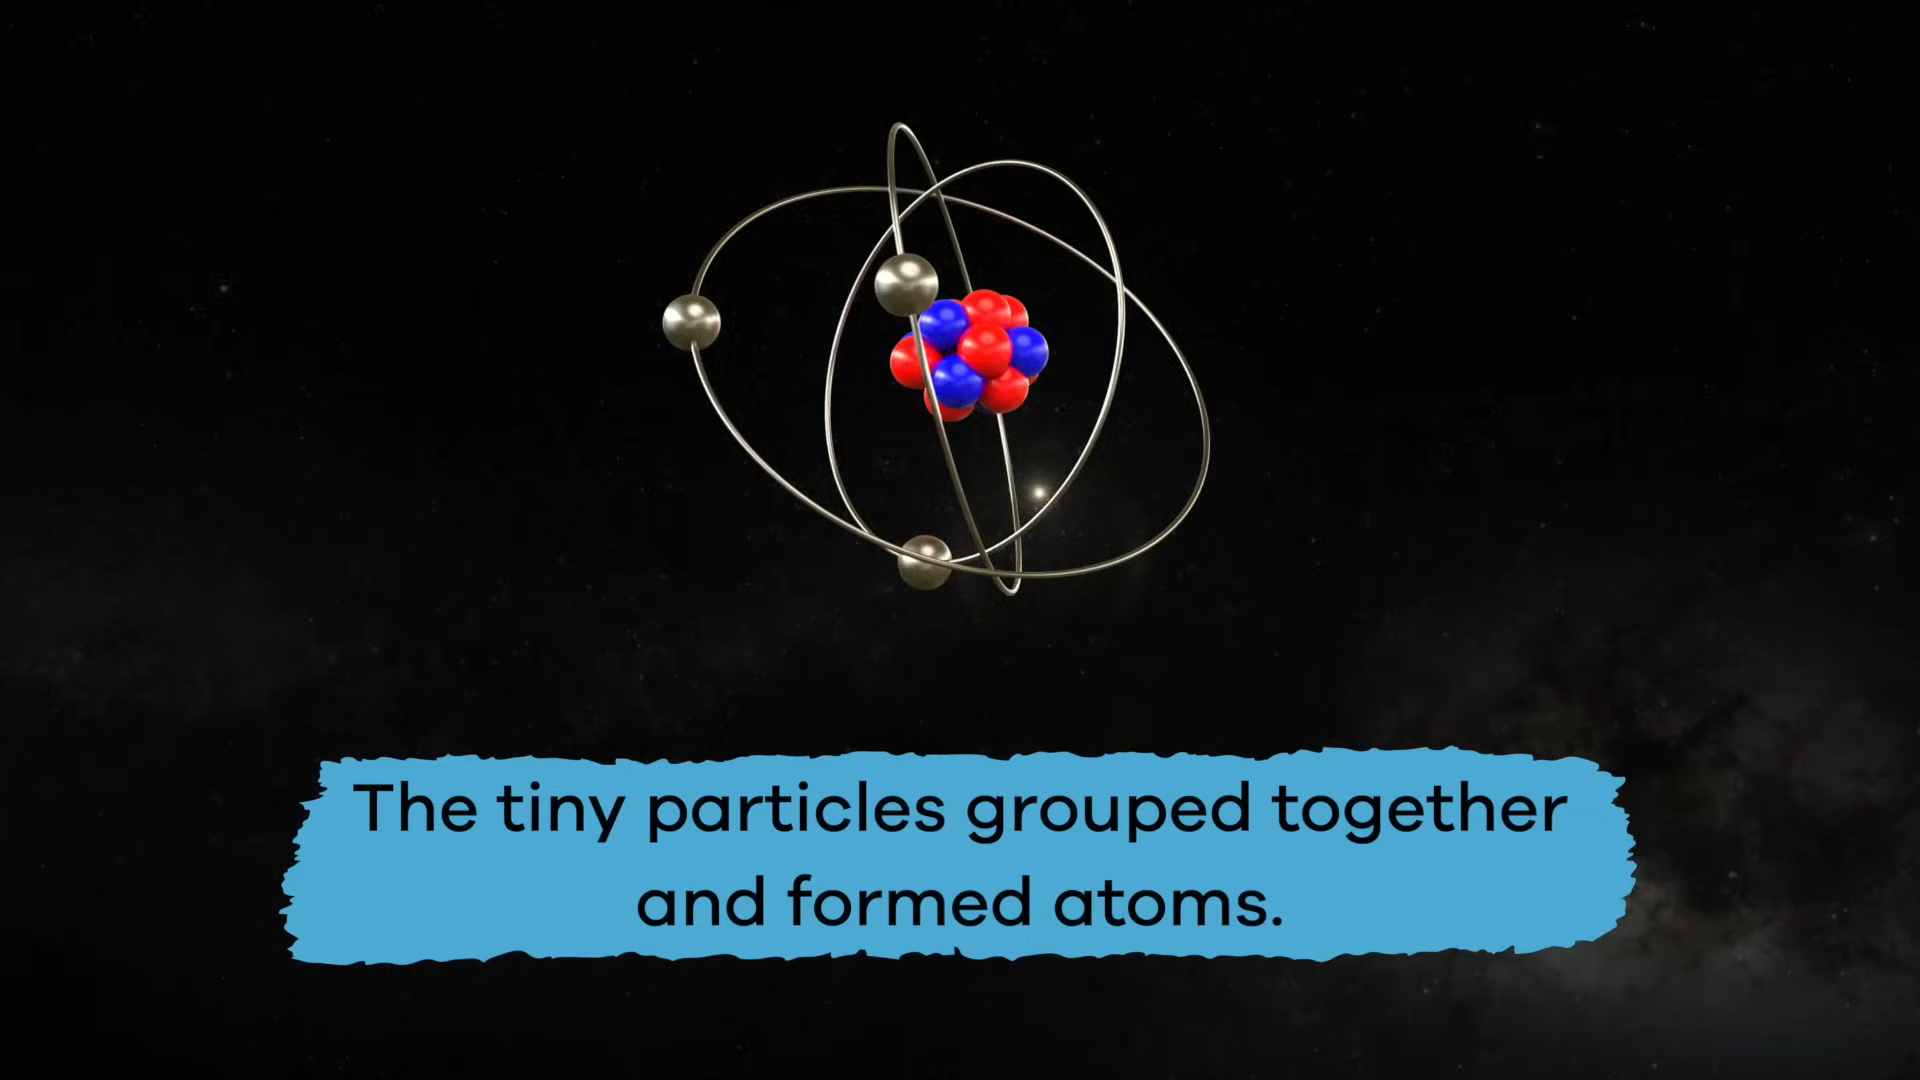 The tiny particles grouped together
and formed atoms.